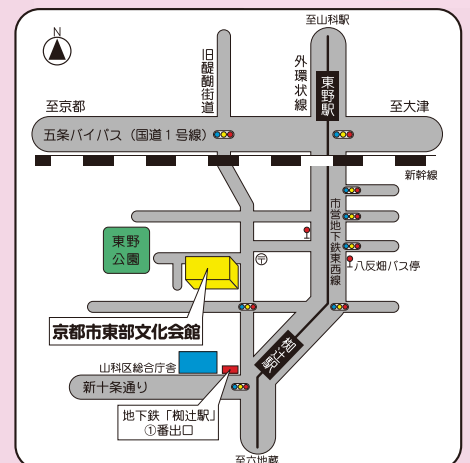 至山科駅
N
旧醍醐街道
外環状線
東野駅
至京都
至大津
五条バイパス（国道１号線）
新幹線
市営地下鉄東西線
東野
公園
〒
八反畑バス停
京都市東部文化会館
椥辻駅
山科区総合庁舎
新十条通り
地下鉄「椥辻駅」
①番出口
至六地蔵